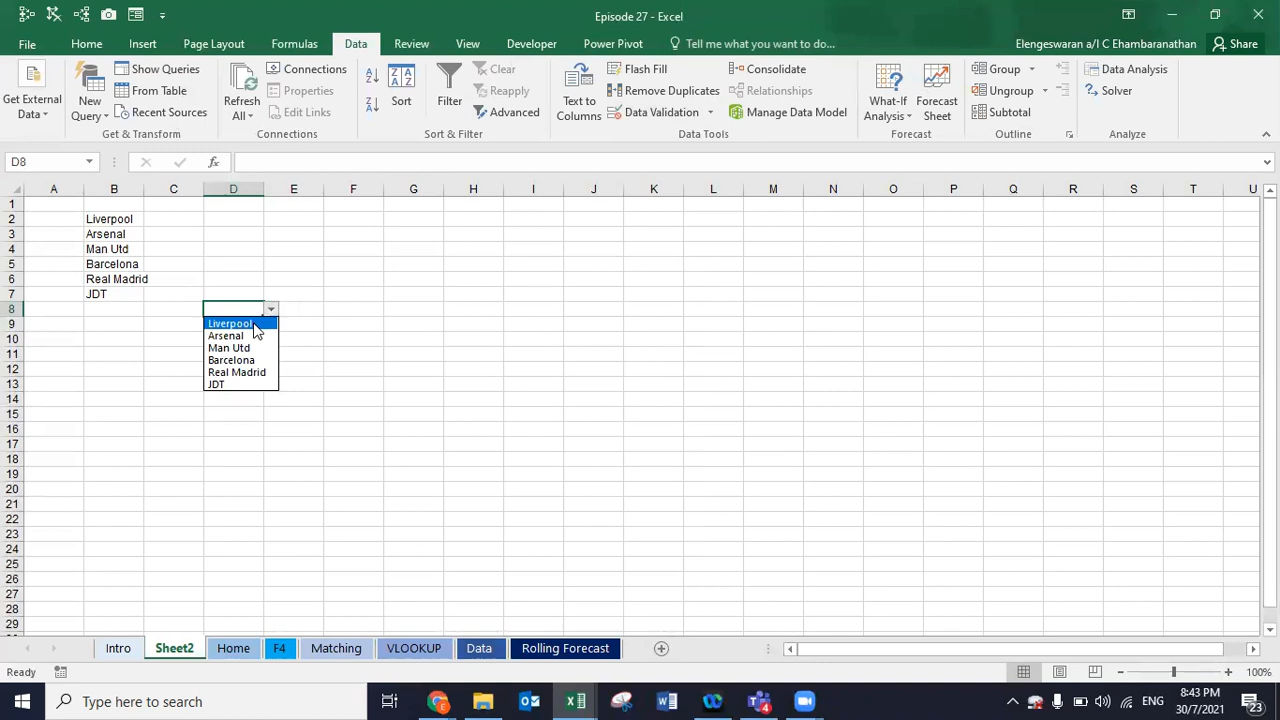 Episode 27 - Excel
File Home Insert Page Layout Formulas Data Review View Developer Power Pivot Tell me what you want to do... Elengeswaran a/l I C Ehambaranathan Share
Get External Data
New Query
Show Queries
From Table
Recent Sources
Get & Transform
Refresh All
Connections
Properties
Edit Links
Connections
Sort
Filter
Clear
Reapply
Advanced
Sort & Filter
Text to Columns
Flash Fill
Remove Duplicates
Data Validation
Consolidate
Relationships
Manage Data Model
Data Tools
What-If Analysis
Forecast Sheet
Forecast
Group
Ungroup
Subtotal
Outline
Data Analysis
Solver
Analyze
D8 fx
A B C D E F G H I J K L M N O P Q R S T U
1
2 Liverpool
3 Arsenal
4 Man Utd
5 Barcelona
6 Real Madrid
7 JDT
8
9 Liverpool
10 Arsenal
11 Man Utd
12 Barcelona
Real Madrid
13 JDT
14
15
16
17
18
19
20
21
22
23
24
25
26
27
28
29
Intro Sheet2 Home F4 Matching VLOOKUP Data Rolling Forecast
Ready 100%
Type here to search ENG 8:43 PM
30/7/2021 23